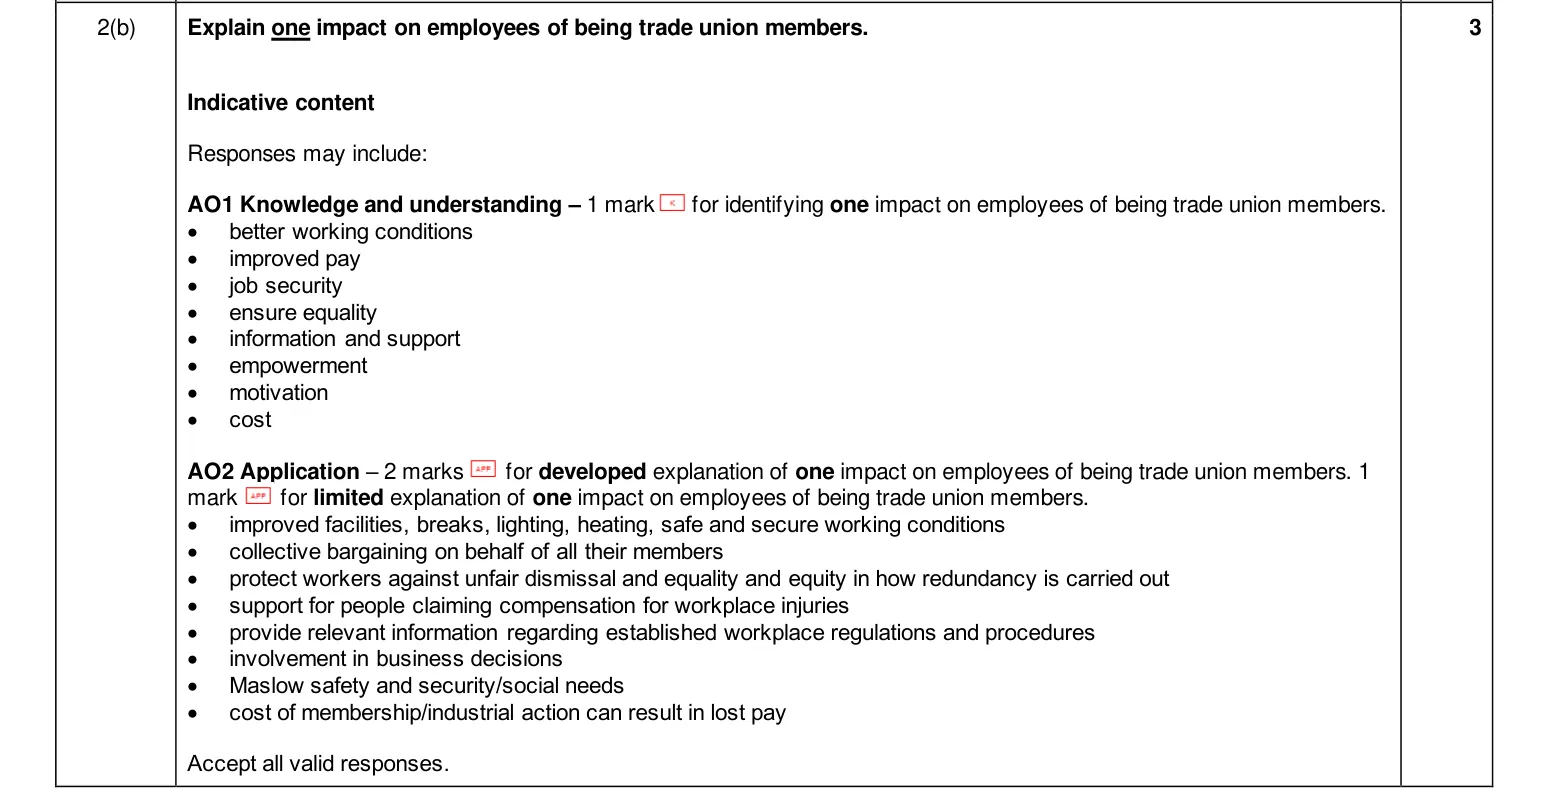 2(b) Explain one impact on employees of being trade union members. 3
Indicative content
Responses may include:
AO1 Knowledge and understanding – 1 mark K for identifying one impact on employees of being trade union members.
• better working conditions
• improved pay
• job security
• ensure equality
• information and support
• empowerment
• motivation
• cost
AO2 Application – 2 marks APP for developed explanation of one impact on employees of being trade union members. 1
mark APP for limited explanation of one impact on employees of being trade union members.
• improved facilities, breaks, lighting, heating, safe and secure working conditions
• collective bargaining on behalf of all their members
• protect workers against unfair dismissal and equality and equity in how redundancy is carried out
• support for people claiming compensation for workplace injuries
• provide relevant information regarding established workplace regulations and procedures
• involvement in business decisions
• Maslow safety and security/social needs
• cost of membership/industrial action can result in lost pay
Accept all valid responses.